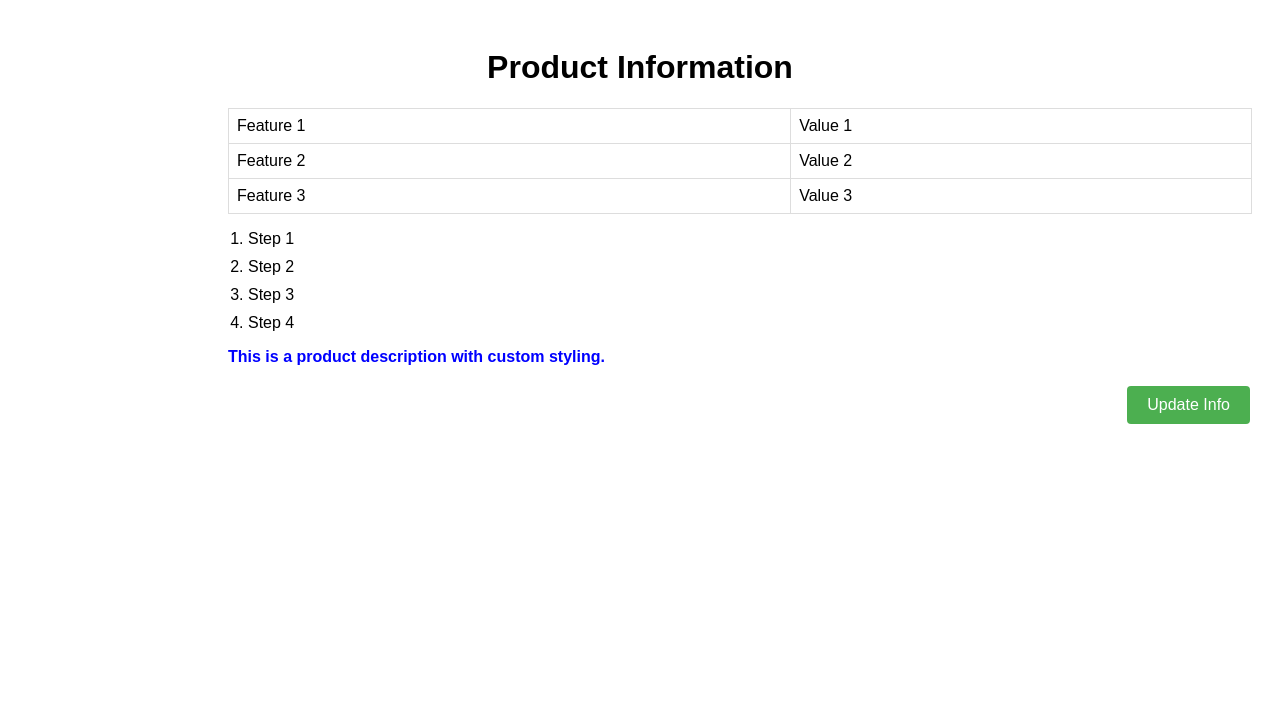 Product Information
Feature 1 Value 1
Feature 2 Value 2
Feature 3 Value 3
1. Step 1
2. Step 2
3. Step 3
4. Step 4
This is a product description with custom styling.
Update Info